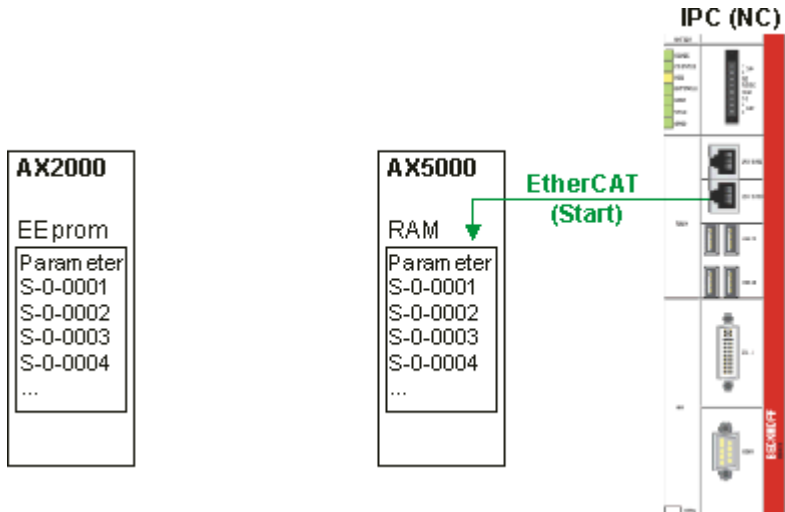 IPC (NC)
AX2000
EEprom
Parameter
S-0-0001
S-0-0002
S-0-0003
S-0-0004
...
AX5000
RAM
Parameter
S-0-0001
S-0-0002
S-0-0003
S-0-0004
...
EtherCAT
(Start)
BECKHOFF